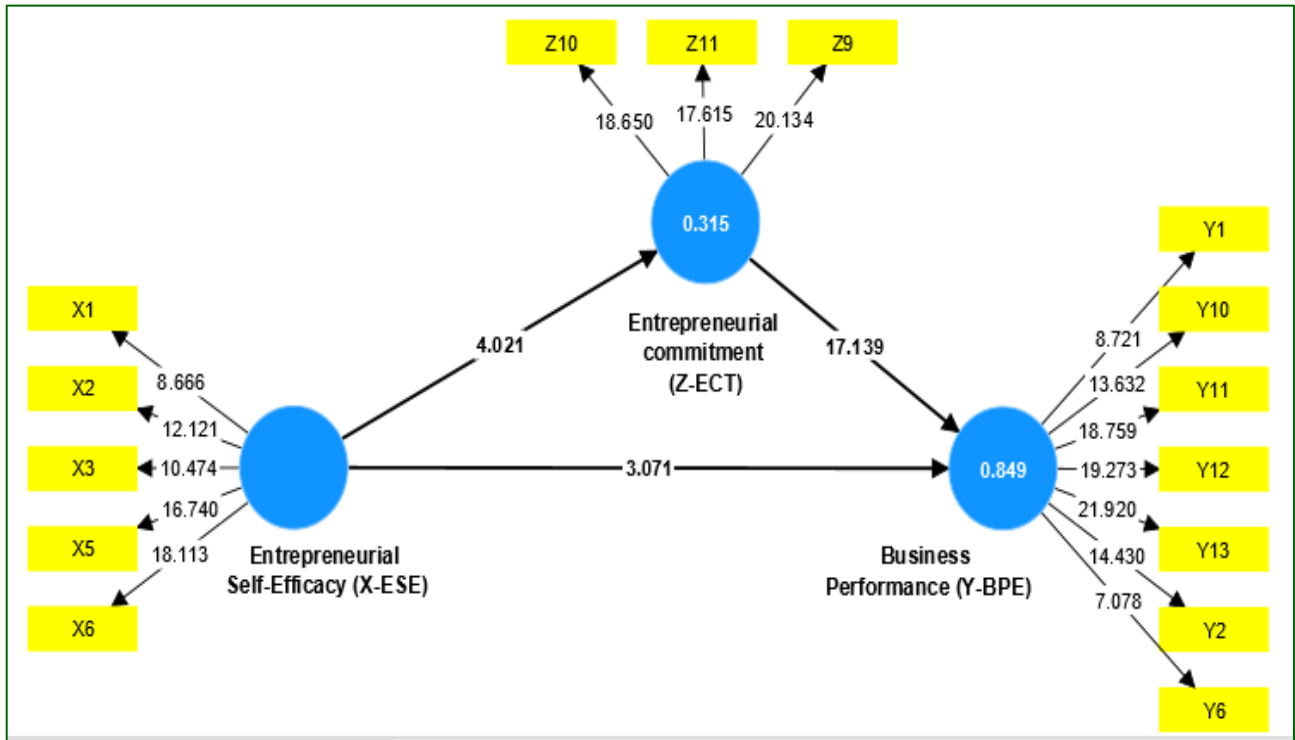 Z10
Z11
Z9
18.650
17.615
20.134
0.315
Entrepreneurial
commitment
(Z-ECT)
4.021
17.139
3.071
X1
X2
X3
X5
X6
8.666
12.121
10.474
16.740
18.113
Entrepreneurial
Self-Efficacy (X-ESE)
0.849
Business
Performance (Y-BPE)
8.721
13.632
18.759
19.273
21.920
14.430
7.078
Y1
Y10
Y11
Y12
Y13
Y2
Y6